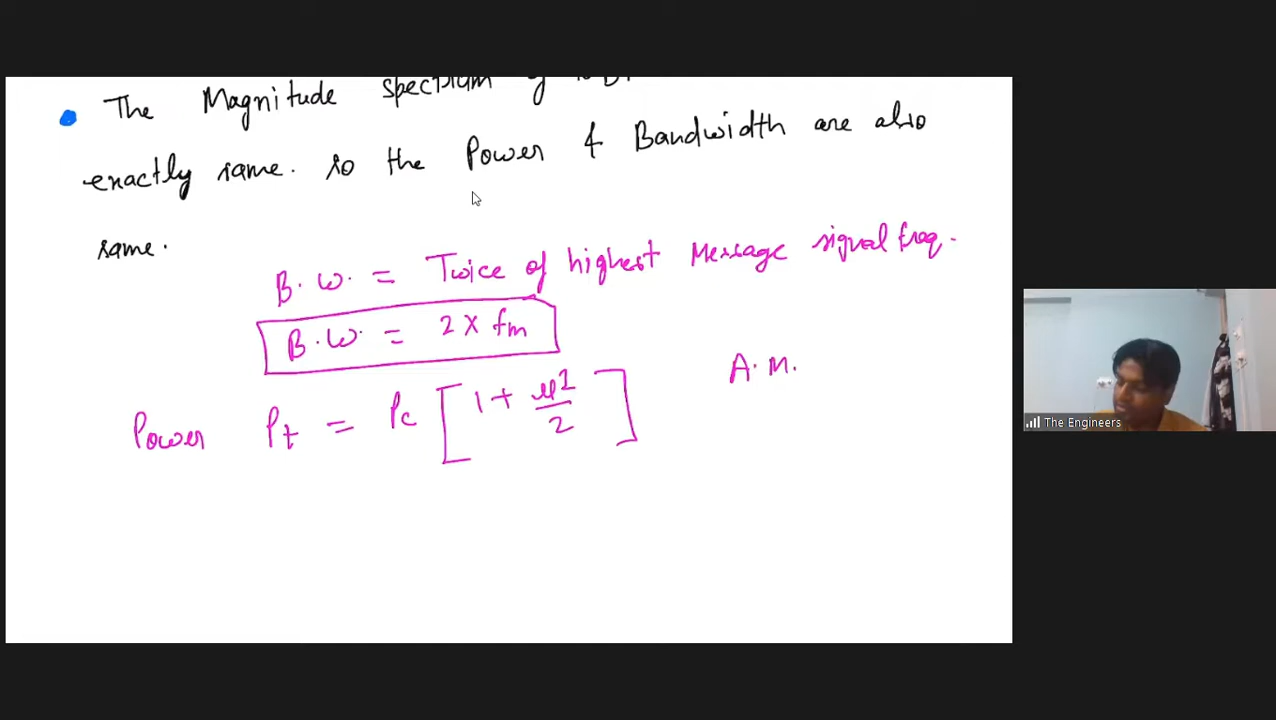 • The Magnitude spectrum of
exactly same. so the Power & Bandwidth are also
same.
B.W. = Twice of highest Message signal freq.
B.W. = 2 X fm
A.M.
Power Pt = Pc [ 1 + μ2/2 ]
The Engineers